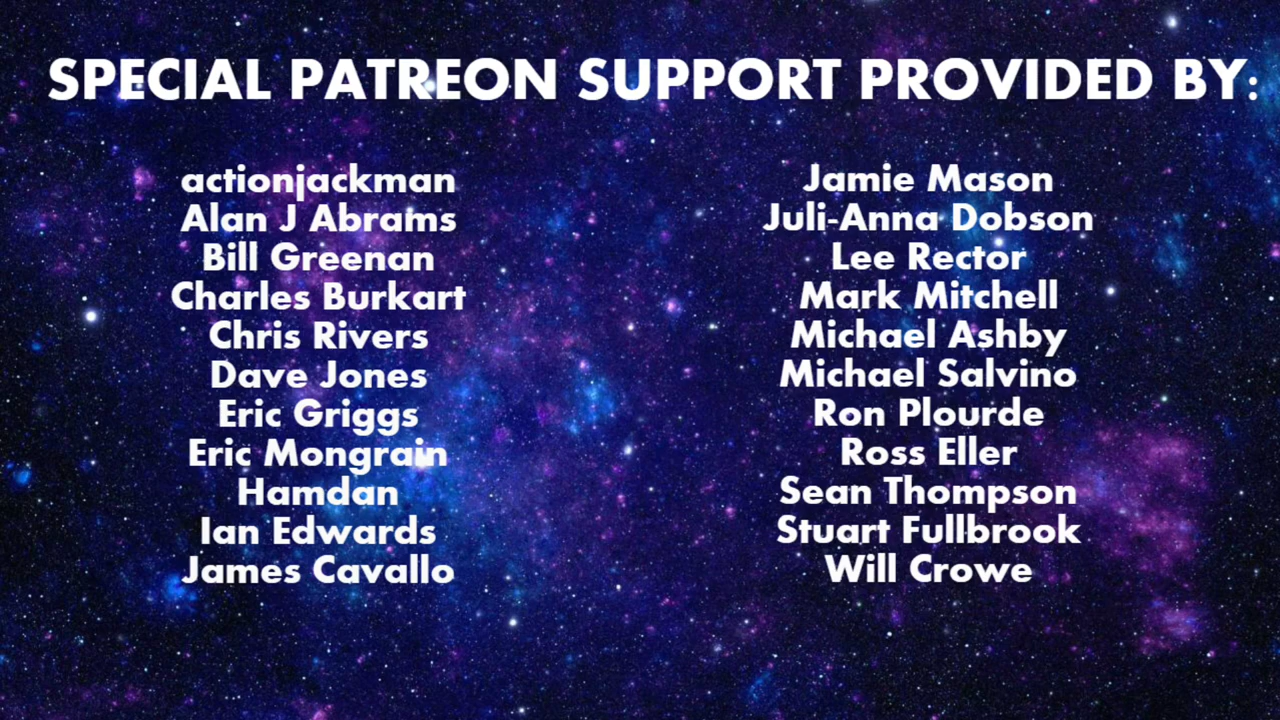 SPECIAL PATREON SUPPORT PROVIDED BY:
actionjackman
Alan J Abrams
Bill Greenan
Charles Burkart
Chris Rivers
Dave Jones
Eric Griggs
Eric Mongrain
Hamdan
Ian Edwards
James Cavallo
Jamie Mason
Juli-Anna Dobson
Lee Rector
Mark Mitchell
Michael Ashby
Michael Salvino
Ron Plourde
Ross Eller
Sean Thompson
Stuart Fullbrook
Will Crowe